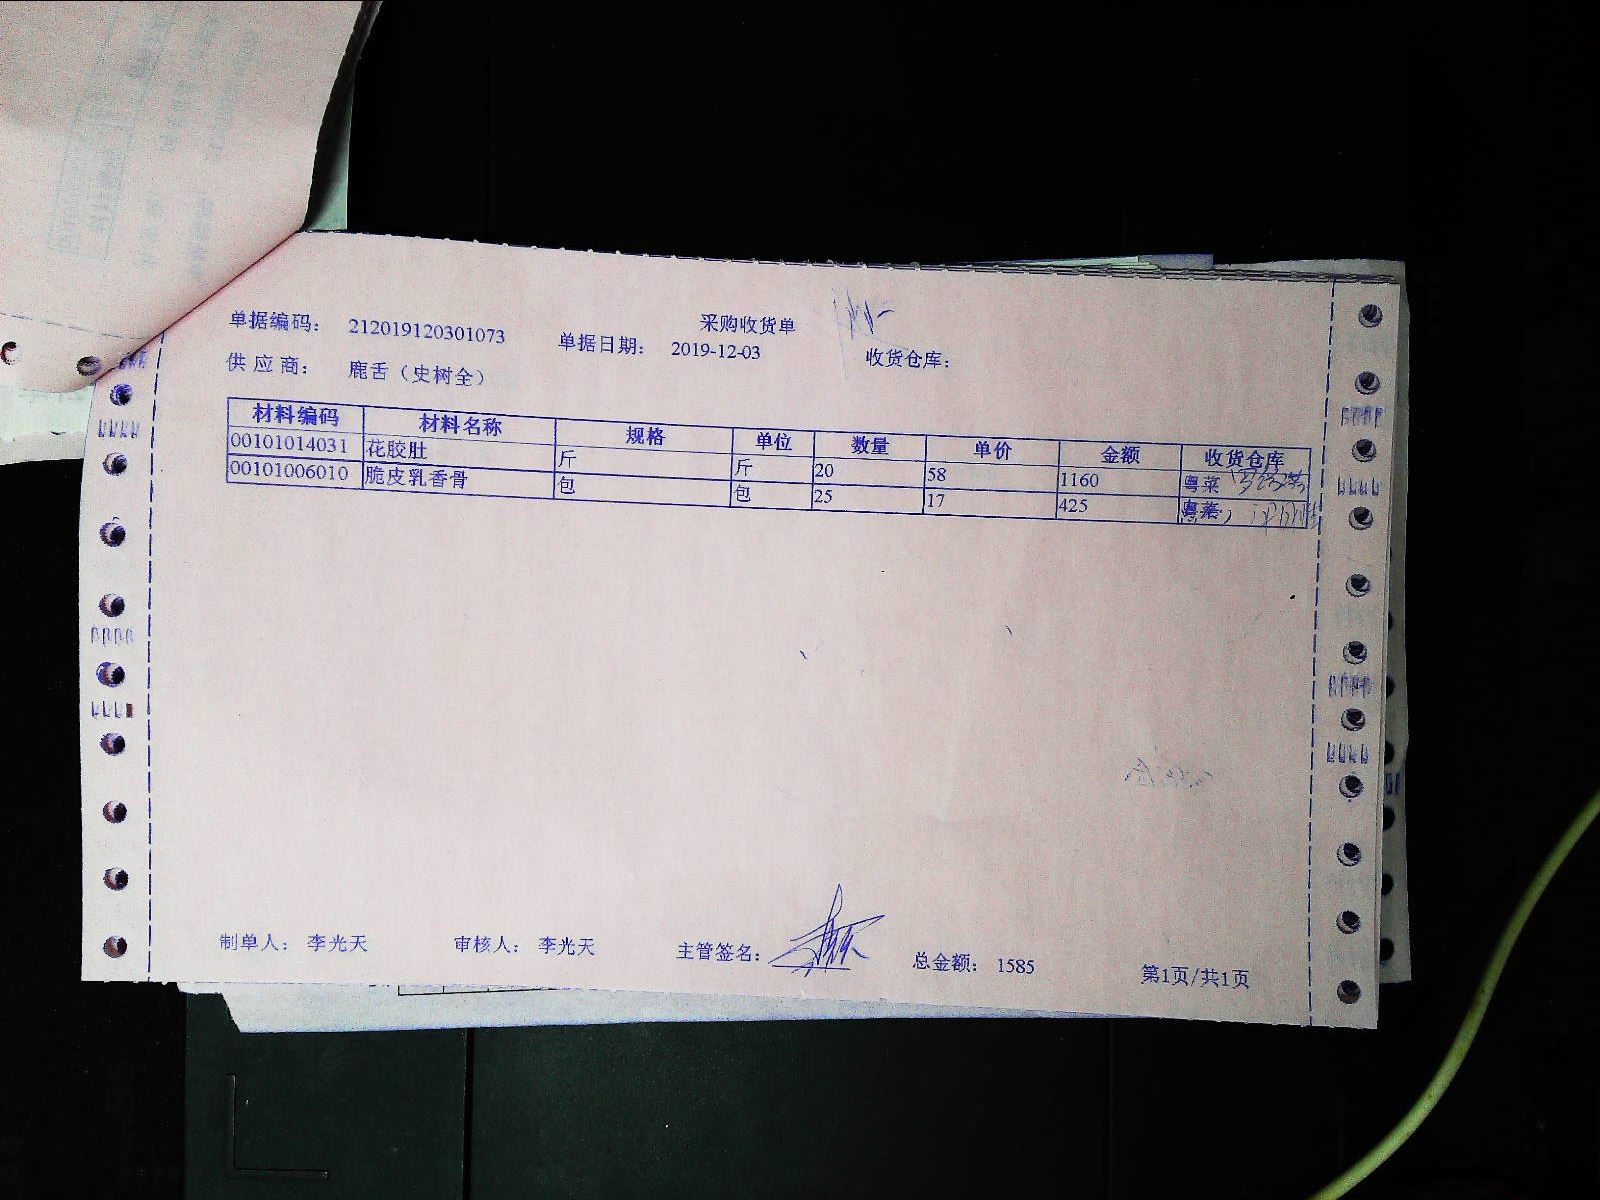 采购收货单
单据编码： 212019120301073 单据日期： 2019-12-03 收货仓库：
供应商： 鹿舌（史树全）
材料编码 材料名称 规格 单位 数量 单价 金额 收货仓库
00101014031 花胶肚 斤 斤 20 58 1160 粤菜
00101006010 脆皮乳香骨 包 包 25 17 425 粤菜
制单人： 李光天 审核人： 李光天 主管签名： 总金额： 1585 第1页/共1页